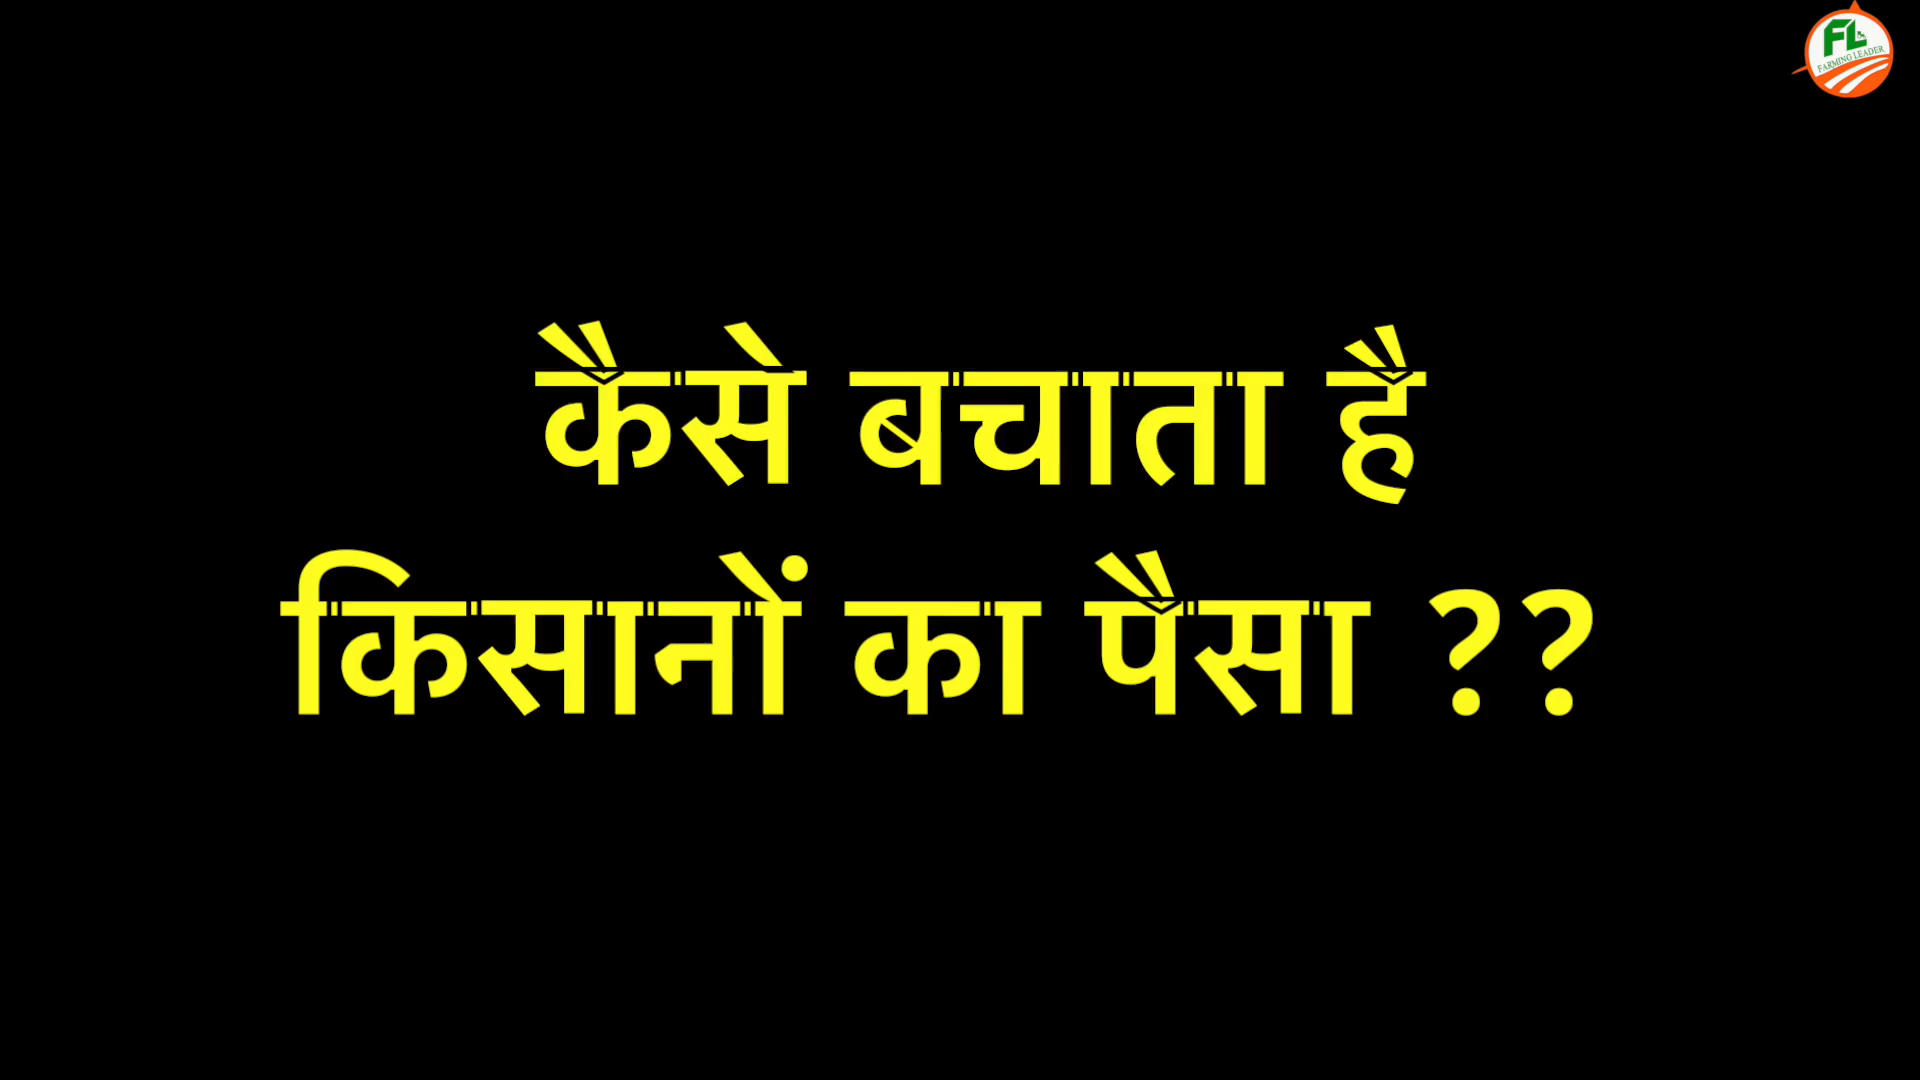 FL
FARMING LEADER
कैसे बचाता है
किसानों का पैसा ??